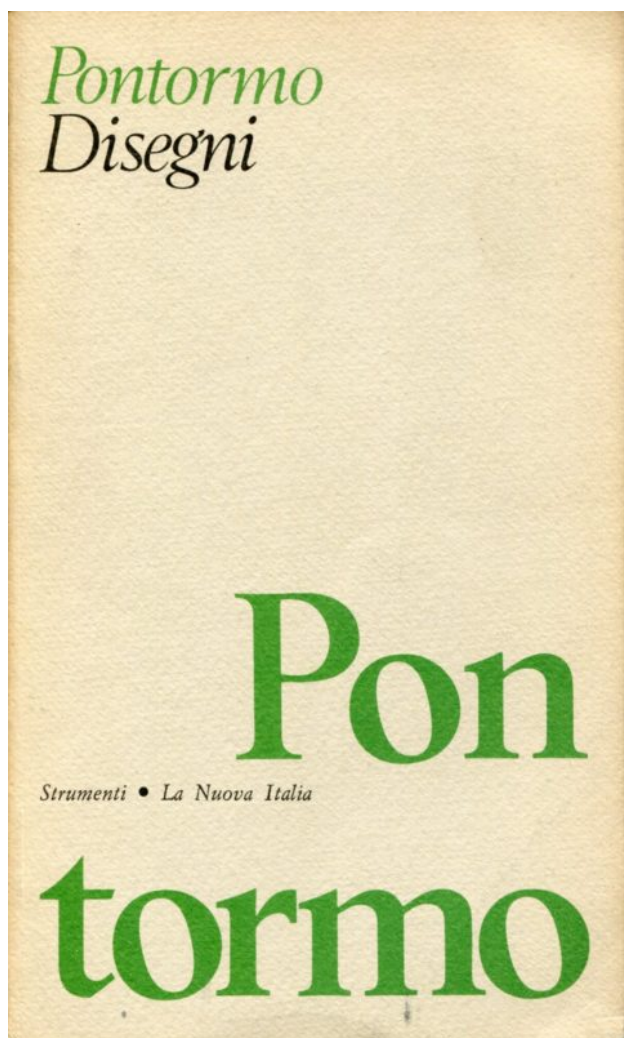 Pontormo
Disegni
Pon
Strumenti • La Nuova Italia
tormo